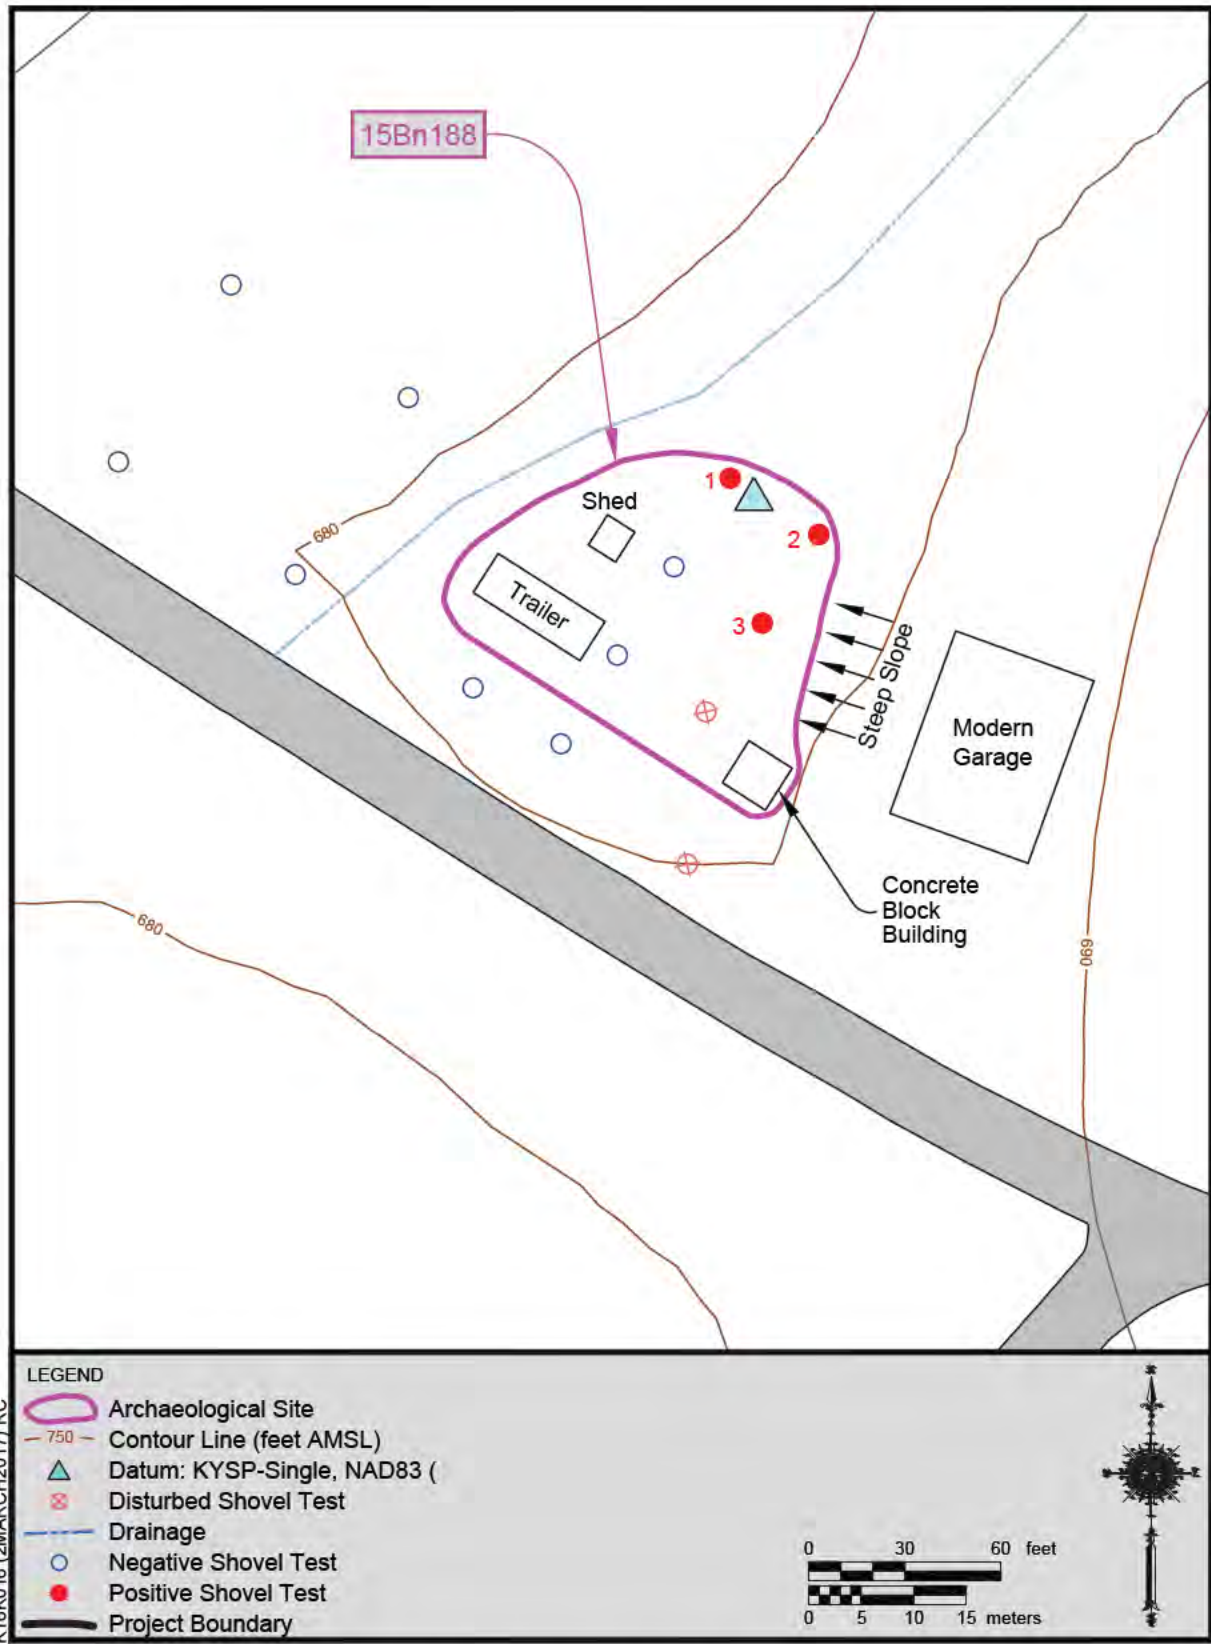 15Bn188
680
Shed
1
2
3
Trailer
Steep Slope
Modern
Garage
Concrete
Block
Building
680
690
LEGEND
Archaeological Site
750 Contour Line (feet AMSL)
Datum: KYSP-Single, NAD83 (
Disturbed Shovel Test
Drainage
Negative Shovel Test
Positive Shovel Test
Project Boundary
0 30 60 feet
0 5 10 15 meters